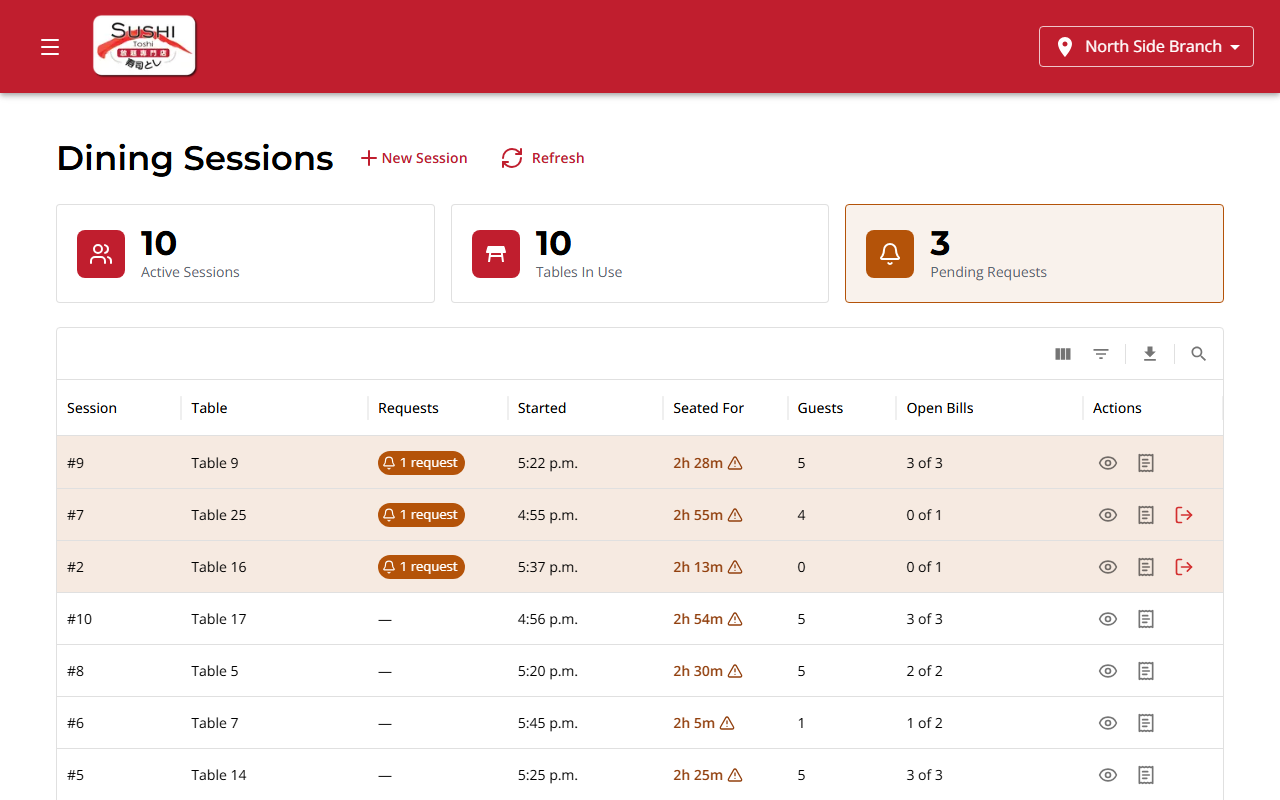 SUSHI
Toshi
放題專門店
寿司とし
North Side Branch
Dining Sessions
New Session
Refresh
10
Active Sessions
10
Tables In Use
3
Pending Requests
Session Table Requests Started Seated For Guests Open Bills Actions
#9 Table 9 1 request 5:22 p.m. 2h 28m 5 3 of 3
#7 Table 25 1 request 4:55 p.m. 2h 55m 4 0 of 1
#2 Table 16 1 request 5:37 p.m. 2h 13m 0 0 of 1
#10 Table 17 — 4:56 p.m. 2h 54m 5 3 of 3
#8 Table 5 — 5:20 p.m. 2h 30m 5 2 of 2
#6 Table 7 — 5:45 p.m. 2h 5m 1 1 of 2
#5 Table 14 — 5:25 p.m. 2h 25m 5 3 of 3